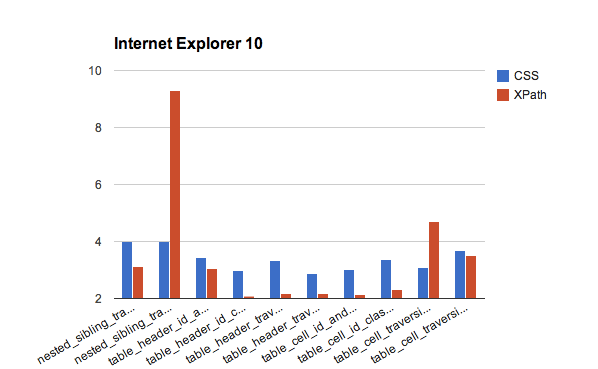 Internet Explorer 10
10
8
6
4
2
CSS
XPath
nested_sibling_tra...
nested_sibling_tra...
table_header_id_a...
table_header_id_c...
table_header_trav...
table_header_trav...
table_cell_id_and...
table_cell_id_clas...
table_cell_traversi...
table_cell_traversi...